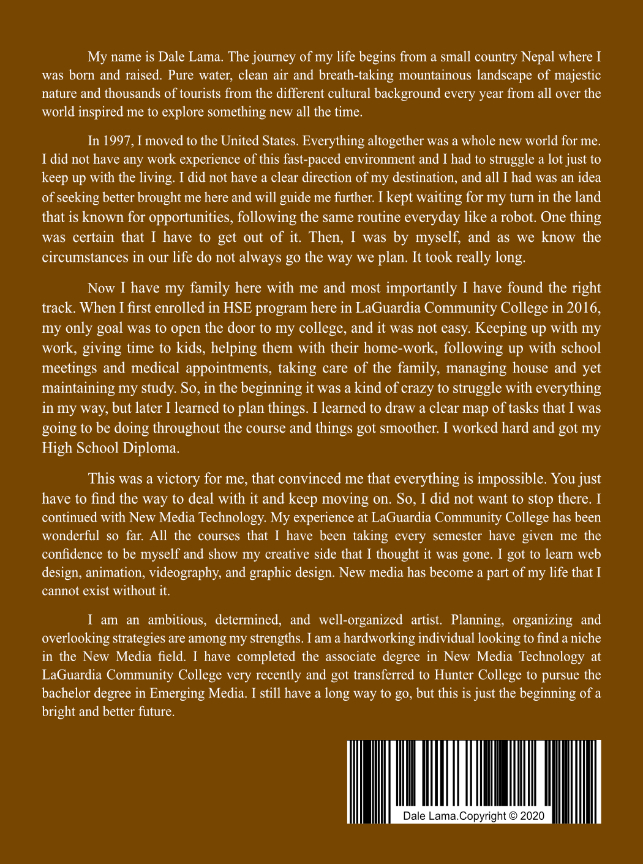 My name is Dale Lama. The journey of my life begins from a small country Nepal where I
was born and raised. Pure water, clean air and breath-taking mountainous landscape of majestic
nature and thousands of tourists from the different cultural background every year from all over the
world inspired me to explore something new all the time.
In 1997, I moved to the United States. Everything altogether was a whole new world for me.
I did not have any work experience of this fast-paced environment and I had to struggle a lot just to
keep up with the living. I did not have a clear direction of my destination, and all I had was an idea
of seeking better brought me here and will guide me further. I kept waiting for my turn in the land
that is known for opportunities, following the same routine everyday like a robot. One thing
was certain that I have to get out of it. Then, I was by myself, and as we know the
circumstances in our life do not always go the way we plan. It took really long.
Now I have my family here with me and most importantly I have found the right
track. When I first enrolled in HSE program here in LaGuardia Community College in 2016,
my only goal was to open the door to my college, and it was not easy. Keeping up with my
work, giving time to kids, helping them with their home-work, following up with school
meetings and medical appointments, taking care of the family, managing house and yet
maintaining my study. So, in the beginning it was a kind of crazy to struggle with everything
in my way, but later I learned to plan things. I learned to draw a clear map of tasks that I was
going to be doing throughout the course and things got smoother. I worked hard and got my
High School Diploma.
This was a victory for me, that convinced me that everything is impossible. You just
have to find the way to deal with it and keep moving on. So, I did not want to stop there. I
continued with New Media Technology. My experience at LaGuardia Community College has been
wonderful so far. All the courses that I have been taking every semester have given me the
confidence to be myself and show my creative side that I thought it was gone. I got to learn web
design, animation, videography, and graphic design. New media has become a part of my life that I
cannot exist without it.
I am an ambitious, determined, and well-organized artist. Planning, organizing and
overlooking strategies are among my strengths. I am a hardworking individual looking to find a niche
in the New Media field. I have completed the associate degree in New Media Technology at
LaGuardia Community College very recently and got transferred to Hunter College to pursue the
bachelor degree in Emerging Media. I still have a long way to go, but this is just the beginning of a
bright and better future.
Dale Lama.Copyright © 2020